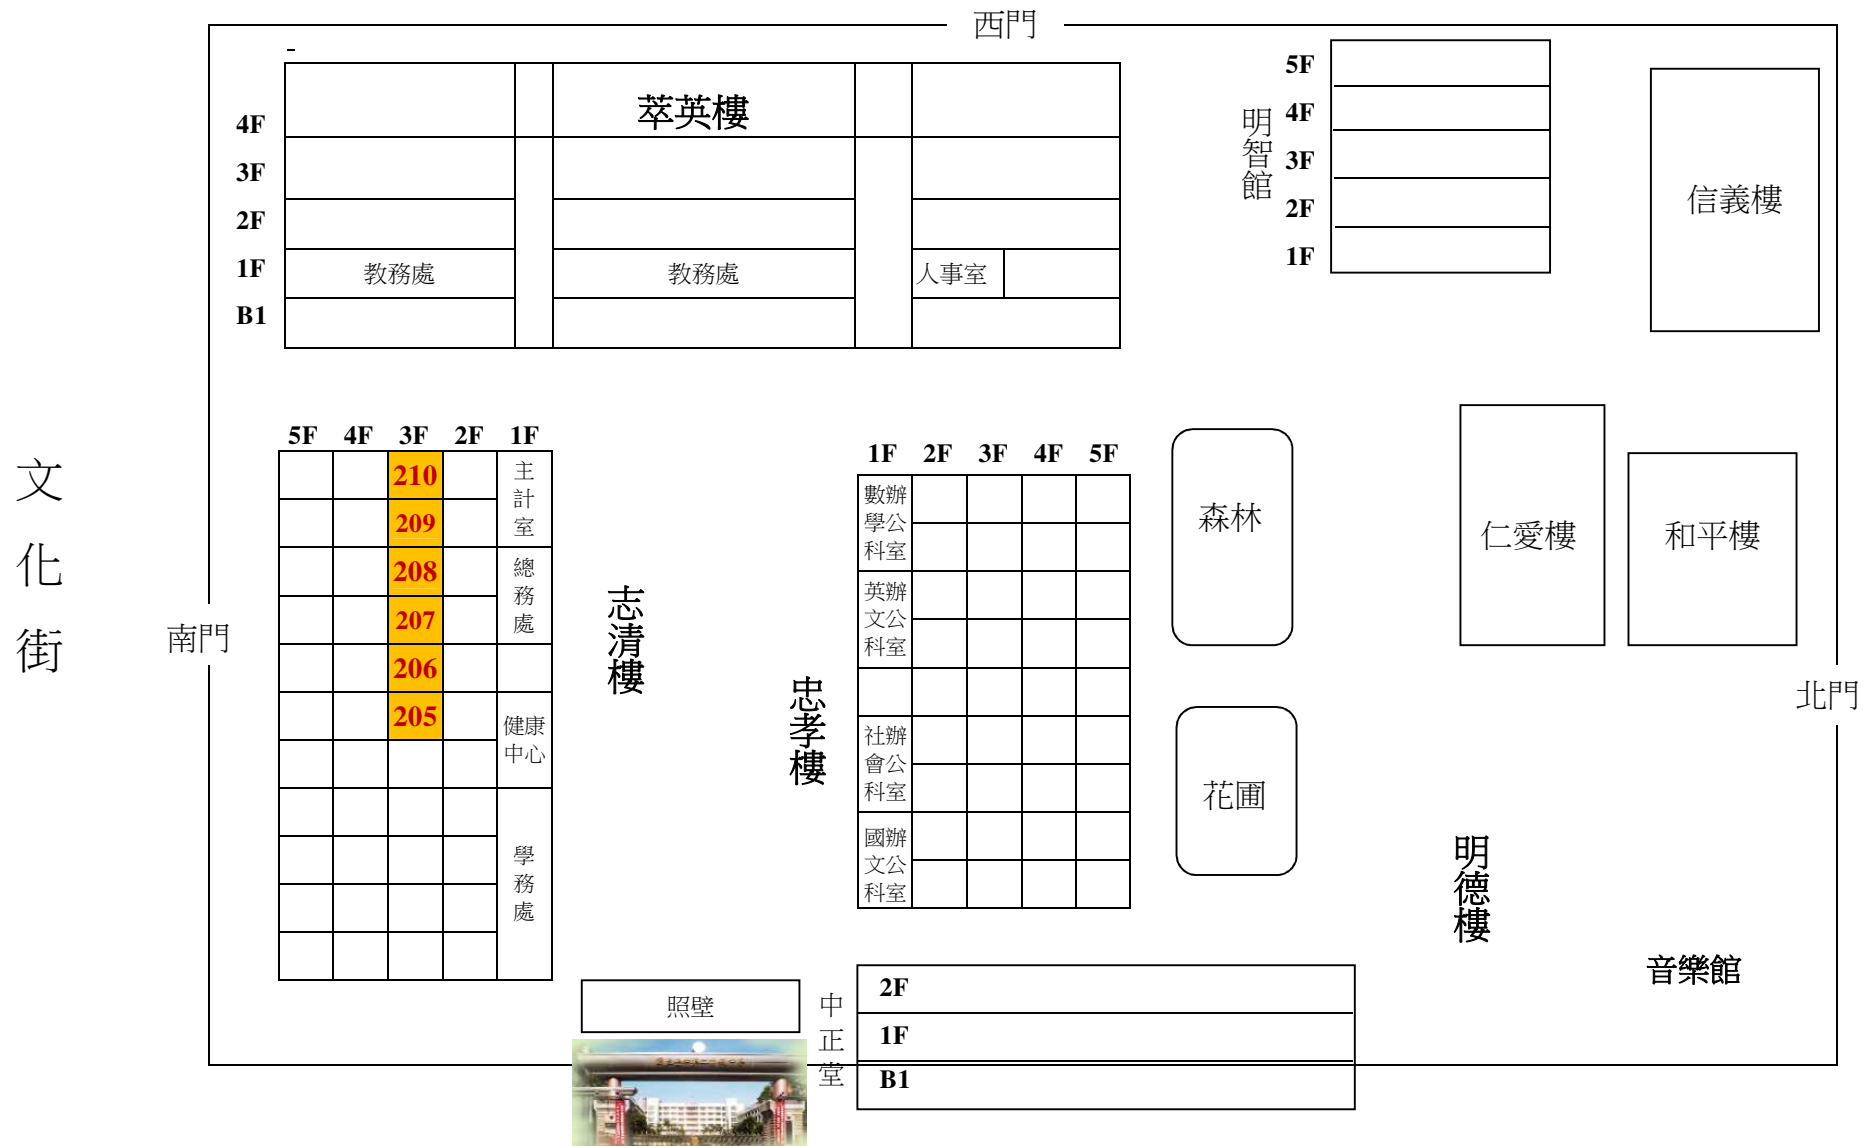 西門
萃英樓
4F
3F
2F
1F
B1
教務處
教務處
人事室
明智館
5F
4F
3F
2F
1F
信義樓
文化街
南門
5F 4F 3F 2F 1F
210
209
208
207
206
205
主計室
總務處
健康
中心
學務處
志清樓
忠孝樓
1F 2F 3F 4F 5F
數學科
辦公室
英文科
辦公室
社會科
辦公室
國文科
辦公室
森林
花圃
仁愛樓
和平樓
北門
明德樓
音樂館
照壁
中正堂
2F
1F
B1